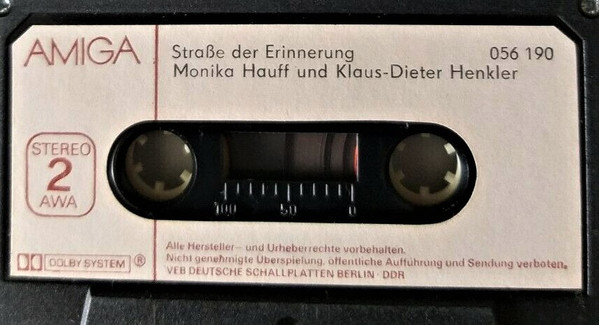 AMIGA
Straße der Erinnerung
056 190
Monika Hauff und Klaus-Dieter Henkler
STEREO
2
AWA
100 50 0
DOLBY SYSTEM ®
Alle Hersteller- und Urheberrechte vorbehalten.
Nicht genehmigte Überspielung, öffentliche Aufführung und Sendung verboten.
VEB DEUTSCHE SCHALLPLATTEN BERLIN · DDR